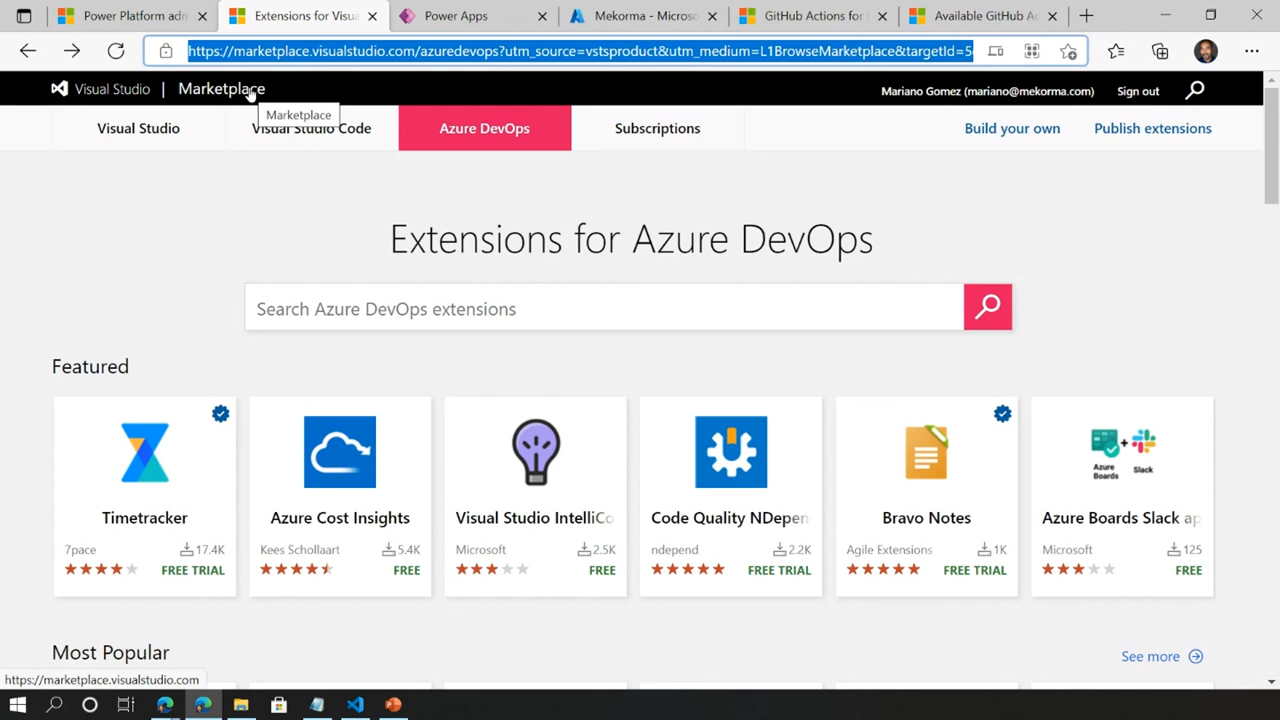 Power Platform adm
Extensions for Visua
Power Apps
Mekorma - Microso
GitHub Actions for
Available GitHub A
https://marketplace.visualstudio.com/azuredevops?utm_source=vstsproduct&utm_medium=L1BrowseMarketplace&targetId=5
Visual Studio | Marketplace
Mariano Gomez (mariano@mekorma.com)
Sign out
Marketplace
Visual Studio
Visual Studio Code
Azure DevOps
Subscriptions
Build your own
Publish extensions
Extensions for Azure DevOps
Search Azure DevOps extensions
Featured
Timetracker
7pace
17.4K
FREE TRIAL
Azure Cost Insights
Kees Schollaart
5.4K
FREE
Visual Studio IntelliCo
Microsoft
2.5K
FREE
Code Quality NDepen
ndepend
2.2K
FREE TRIAL
Bravo Notes
Agile Extensions
1K
FREE TRIAL
Azure Boards
Slack
Azure Boards Slack ap
Microsoft
125
FREE
Most Popular
See more
https://marketplace.visualstudio.com